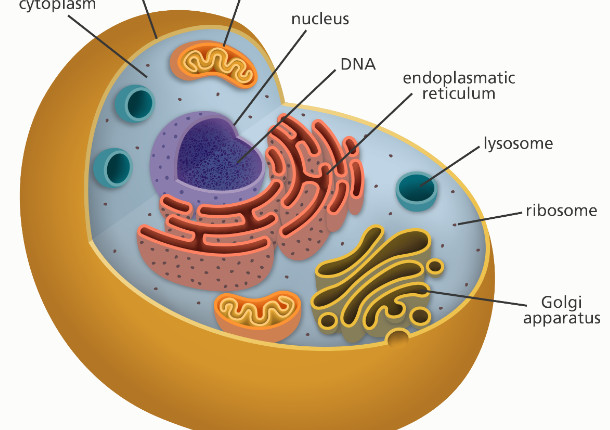 cytoplasm
nucleus
DNA
endoplasmatic
reticulum
lysosome
ribosome
Golgi
apparatus